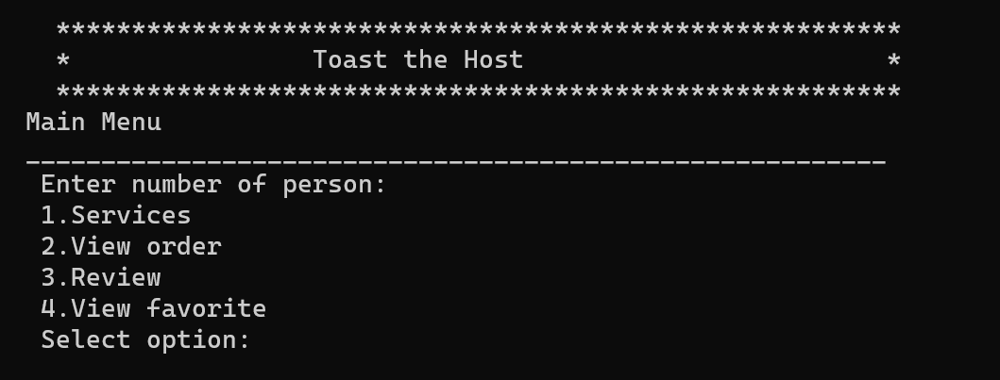 ********************************************************
* Toast the Host *
********************************************************
Main Menu
_________________________________________________________
Enter number of person:
1.Services
2.View order
3.Review
4.View favorite
Select option: